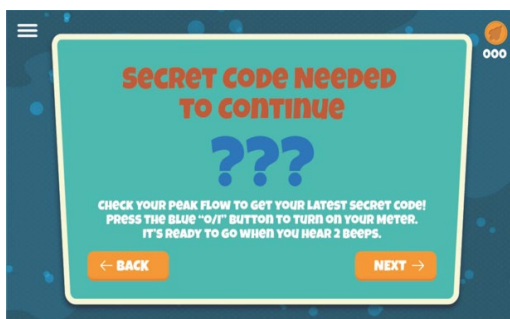 000
SECRET CODE NEEDED
TO CONTINUE
???
CHECK YOUR PEAK FLOW TO GET YOUR LATEST SECRET CODE!
PRESS THE BLUE “O/I” BUTTON TO TURN ON YOUR METER.
IT'S READY TO GO WHEN YOU HEAR 2 BEEPS.
← BACK
NEXT →